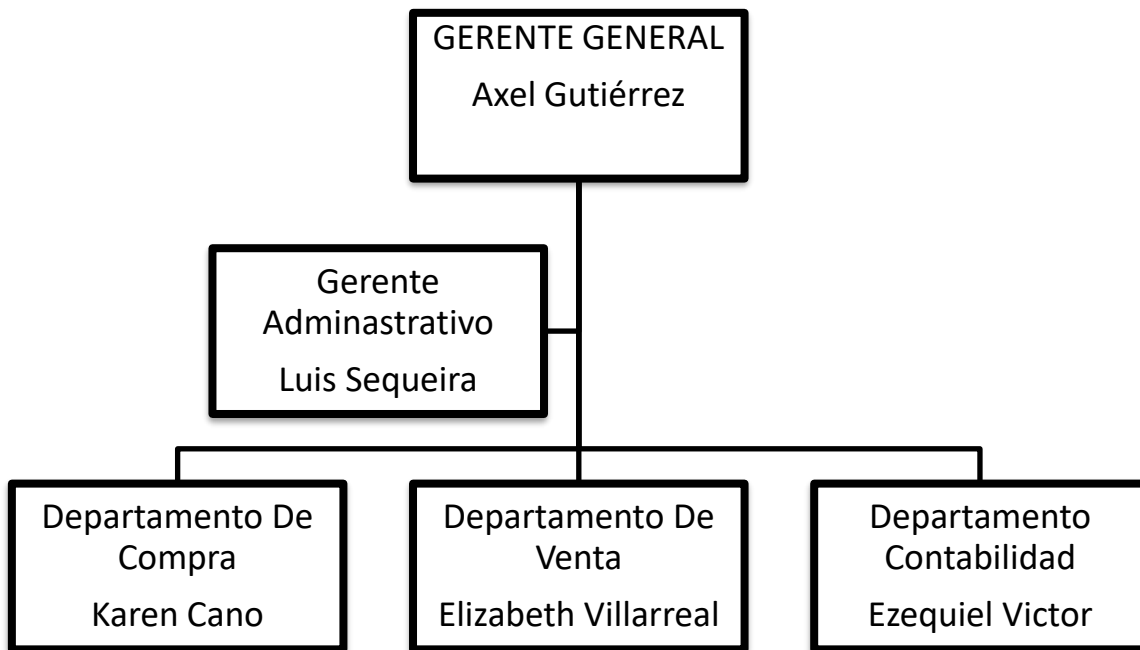 GERENTE GENERAL
Axel Gutiérrez
Gerente
Adminastrativo
Luis Sequeira
Departamento De
Compra
Karen Cano
Departamento De
Venta
Elizabeth Villarreal
Departamento
Contabilidad
Ezequiel Victor